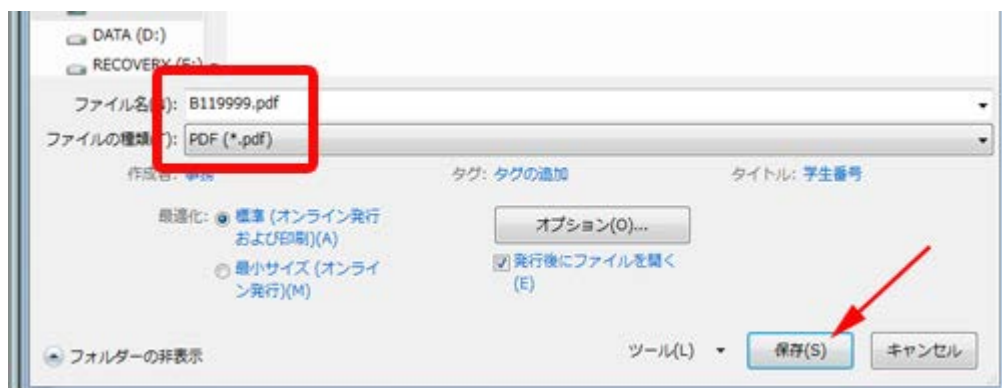 DATA (D:)
RECOVERY (E:)
ファイル名(N): B119999.pdf
ファイルの種類(T): PDF (*.pdf)
作成者: 事務 タグ: タグの追加 タイトル: 学生番号
最適化: 標準 (オンライン発行
および印刷)(A)
最小サイズ (オンライ
ン発行)(M)
オプション(O)...
発行後にファイルを開く
(E)
フォルダーの非表示 ツール(L) 保存(S) キャンセル